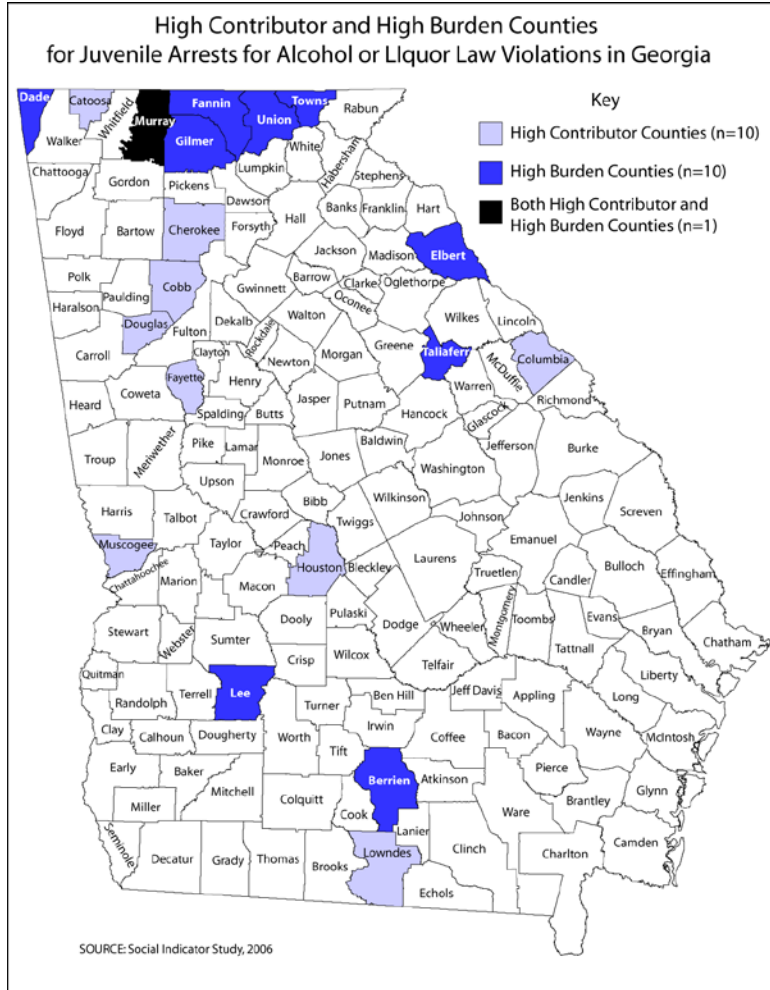 High Contributor and High Burden Counties
for Juvenile Arrests for Alcohol or LIquor Law Violations in Georgia
Key
High Contributor Counties (n=10)
High Burden Counties (n=10)
Both High Contributor and
High Burden Counties (n=1)
Dade
Catoosa
Whitfield
Murray
Fannin
Gilmer
Union
Towns
Rabun
Walker
White
Habersham
Stephens
Lumpkin
Chattooga
Gordon
Pickens
Dawson
Hall
Banks
Franklin
Hart
Floyd
Bartow
Cherokee
Forsyth
Jackson
Madison
Elbert
Polk
Paulding
Cobb
Gwinnett
Barrow
Clarke
Oglethorpe
Oconee
Haralson
Douglas
Fulton
Dekalb
Rockdale
Walton
Wilkes
Lincoln
Carroll
Clayton
Newton
Morgan
Greene
Taliaferr
McDuffie
Columbia
Fayette
Henry
Warren
Richmond
Heard
Coweta
Spalding
Butts
Jasper
Putnam
Hancock
Glascock
Troup
Meriwether
Pike
Lamar
Monroe
Jones
Baldwin
Washington
Jefferson
Burke
Upson
Harris
Talbot
Crawford
Bibb
Twiggs
Wilkinson
Johnson
Jenkins
Screven
Emanuel
Muscogee
Chattahoochee
Taylor
Peach
Houston
Bleckley
Laurens
Truetlen
Candler
Bulloch
Effingham
Marion
Macon
Pulaski
Dooly
Dodge
Wheeler
Montgomery
Toombs
Evans
Tattnall
Bryan
Chatham
Stewart
Webster
Sumter
Crisp
Wilcox
Telfair
Liberty
Quitman
Randolph
Terrell
Lee
Turner
Ben Hill
Jeff Davis
Appling
Long
Irwin
Clay
Calhoun
Dougherty
Worth
Tift
Coffee
Bacon
Wayne
McIntosh
Early
Baker
Mitchell
Berrien
Atkinson
Pierce
Glynn
Miller
Colquitt
Cook
Ware
Brantley
Lanier
Seminole
Decatur
Grady
Thomas
Brooks
Lowndes
Clinch
Charlton
Camden
Echols
SOURCE: Social Indicator Study, 2006